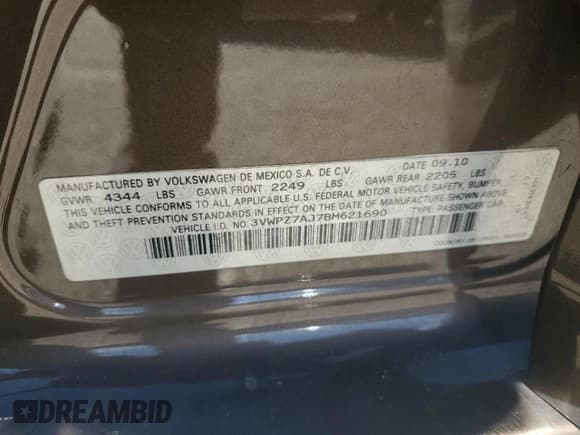 MANUFACTURED BY VOLKSWAGEN DE MEXICO S.A. DE C.V. DATE 09.10
GVWR 4344 LBS GAWR FRONT 2249 LBS GAWR REAR 2205 LBS
THIS VEHICLE CONFORMS TO ALL APPLICABLE U.S. FEDERAL MOTOR VEHICLE SAFETY, BUMPER
AND THEFT PREVENTION STANDARDS IN EFFECT ON THE DATE OF MANUFACTURE SHOWN ABOVE
VEHICLE I.D. NO. 3VWPZ7AJ7BM621690 TYPE: PASSENGER CAR
DREAMBID